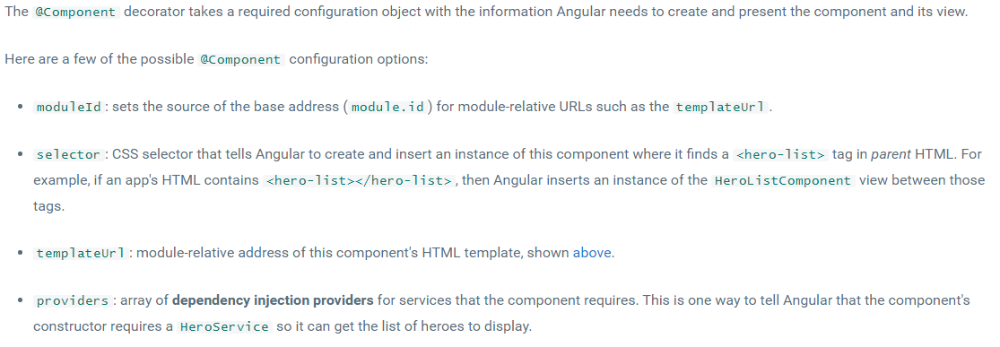 The @Component decorator takes a required configuration object with the information Angular needs to create and present the component and its view.
Here are a few of the possible @Component configuration options:
moduleId: sets the source of the base address (module.id) for module-relative URLs such as the templateUrl.
selector: CSS selector that tells Angular to create and insert an instance of this component where it finds a <hero-list> tag in parent HTML. For
example, if an app's HTML contains <hero-list></hero-list>, then Angular inserts an instance of the HeroListComponent view between those
tags.
templateUrl: module-relative address of this component's HTML template, shown above.
providers: array of dependency injection providers for services that the component requires. This is one way to tell Angular that the component's
constructor requires a HeroService so it can get the list of heroes to display.